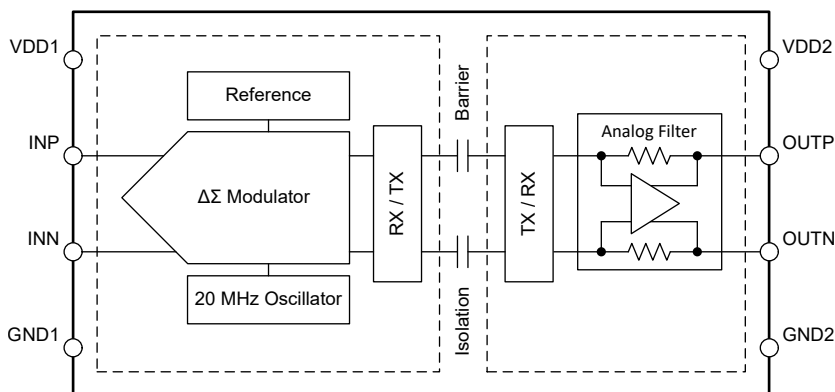 VDD1
VDD2
Reference
Barrier
Analog Filter
INP
OUTP
ΔΣ Modulator
RX / TX
TX / RX
INN
OUTN
20 MHz Oscillator
Isolation
GND1
GND2